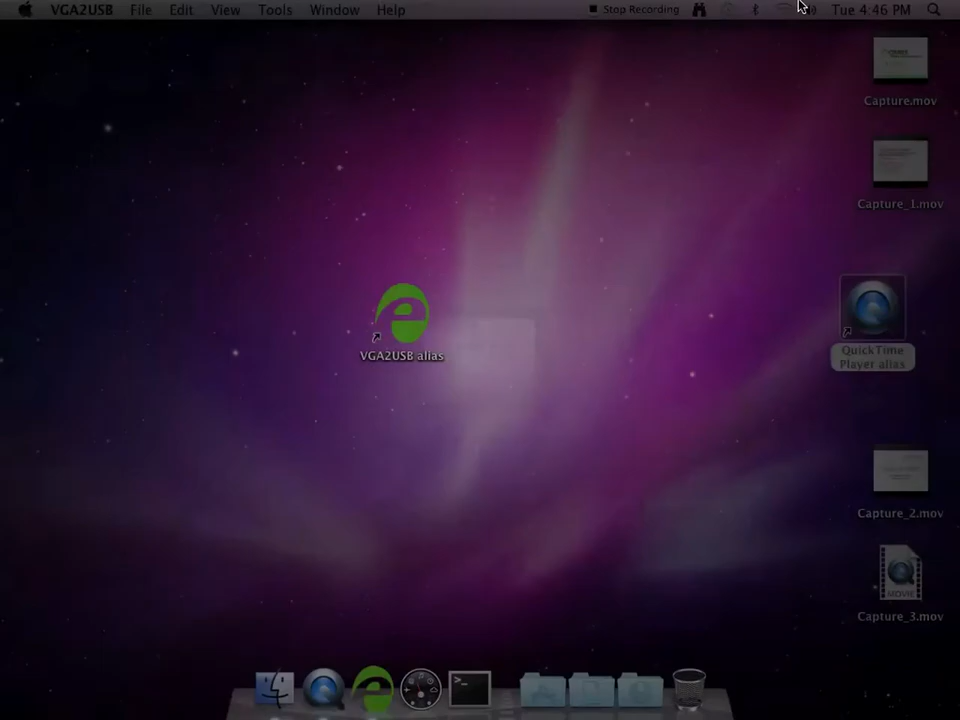 VGA2USB File Edit View Tools Window Help Stop Recording Tue 4:46 PM
Capture.mov
Capture_1.mov
VGA2USB alias
QuickTime
Player alias
Capture_2.mov
MOVIE
Capture_3.mov